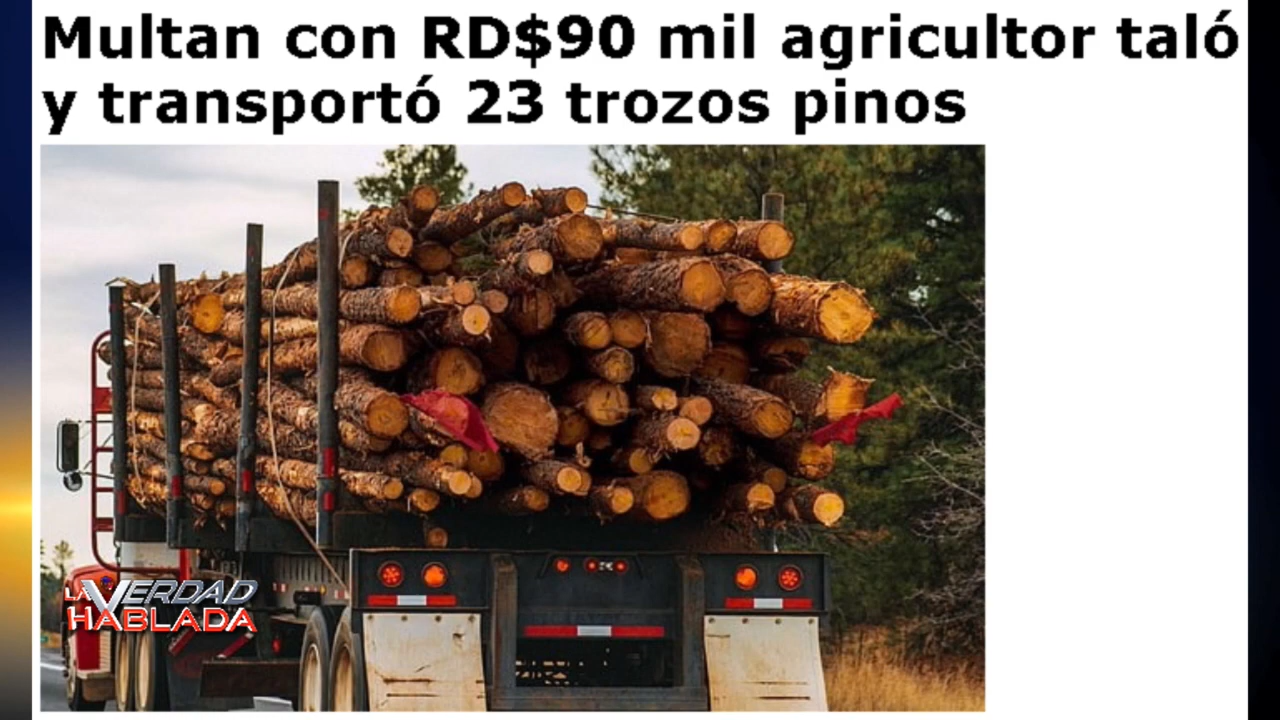 Multan con RD$90 mil agricultor taló
y transportó 23 trozos pinos
LA VERDAD
HABLADA